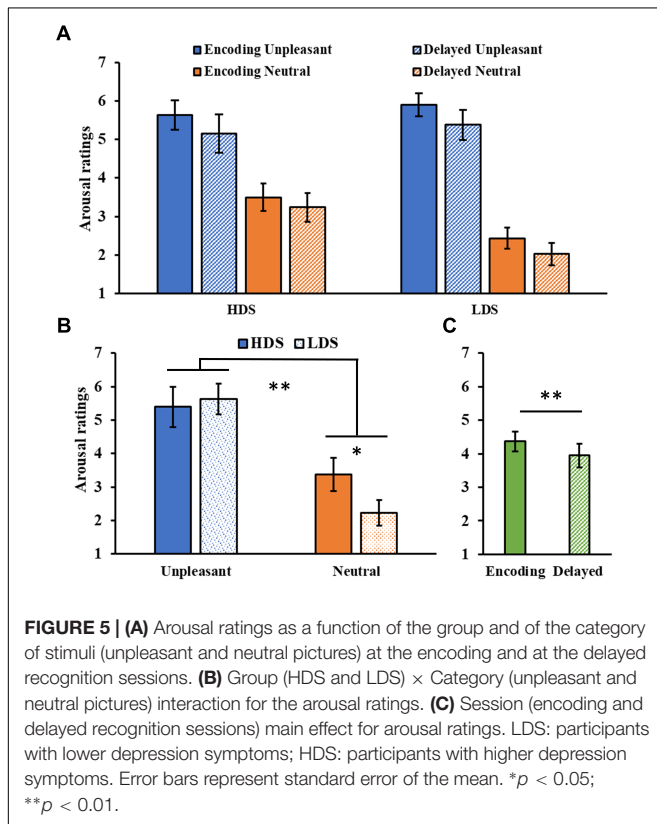 A
Encoding Unpleasant
Delayed Unpleasant
Encoding Neutral
Delayed Neutral
Arousal ratings
7
6
5
4
3
2
1
HDS
LDS
B
HDS
LDS
Arousal ratings
7
6
5
4
3
2
1
**
*
Unpleasant
Neutral
C
7
6
5
4
3
2
1
**
Encoding
Delayed
FIGURE 5 | (A) Arousal ratings as a function of the group and of the category
of stimuli (unpleasant and neutral pictures) at the encoding and at the delayed
recognition sessions. (B) Group (HDS and LDS) × Category (unpleasant and
neutral pictures) interaction for the arousal ratings. (C) Session (encoding and
delayed recognition sessions) main effect for arousal ratings. LDS: participants
with lower depression symptoms; HDS: participants with higher depression
symptoms. Error bars represent standard error of the mean. *p < 0.05;
**p < 0.01.